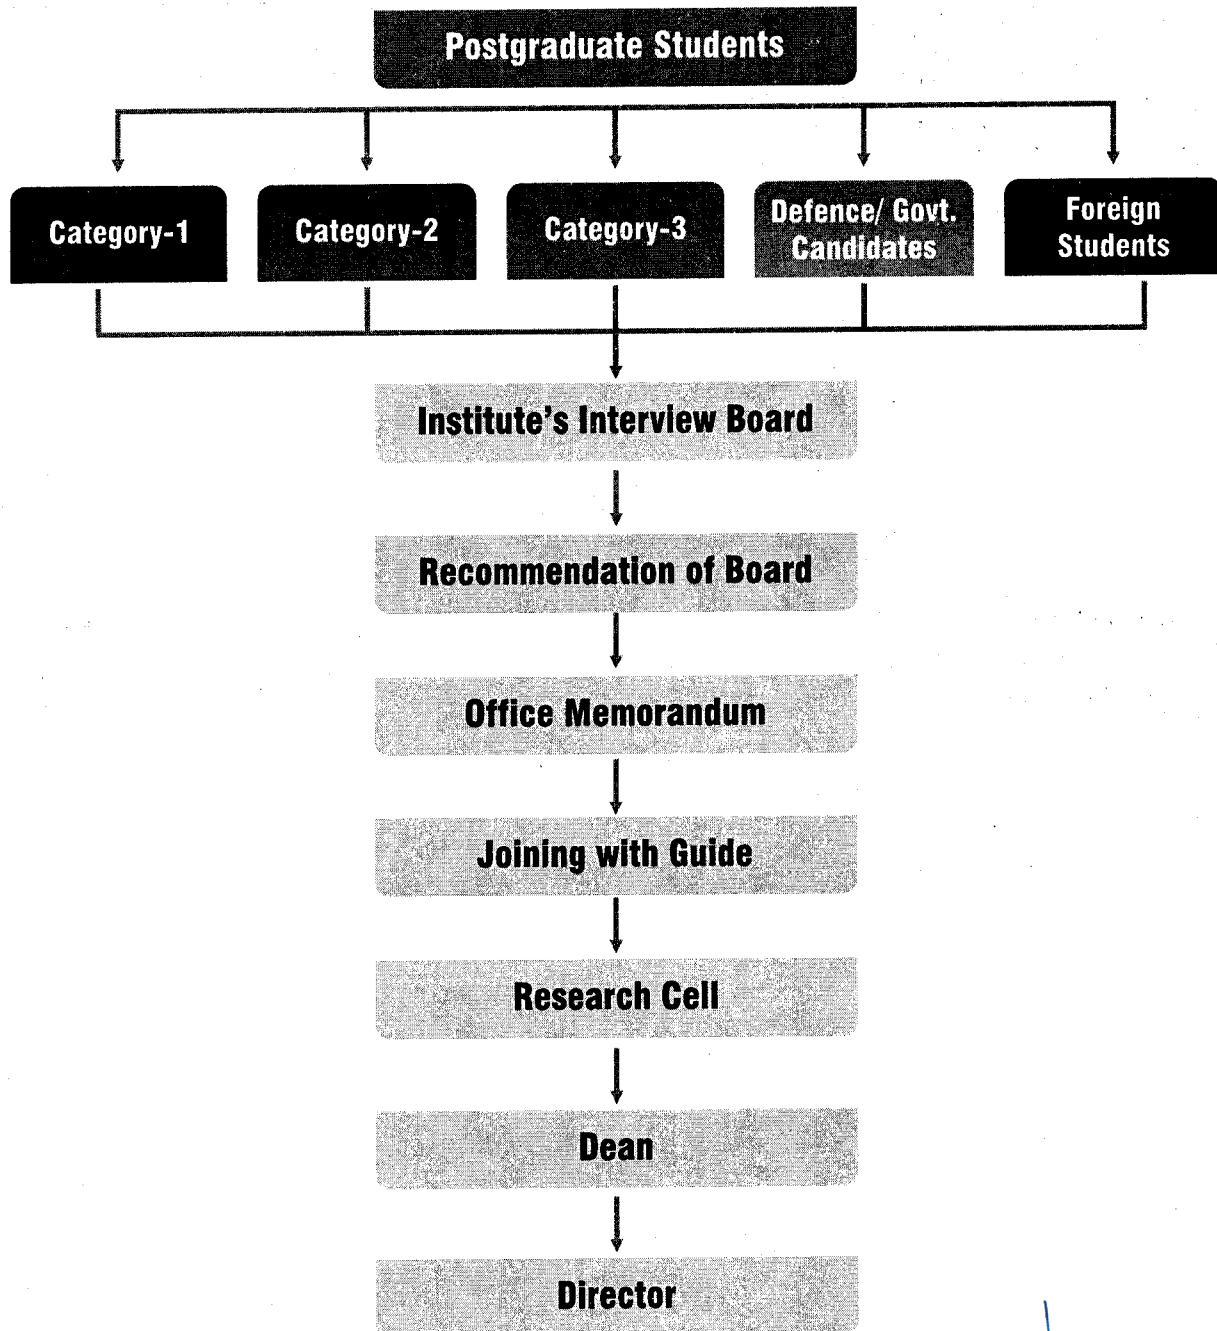 Postgraduate Students
Category-1
Category-2
Category-3
Defence/ Govt.
Candidates
Foreign
Students
Institute's Interview Board
Recommendation of Board
Office Memorandum
Joining with Guide
Research Cell
Dean
Director